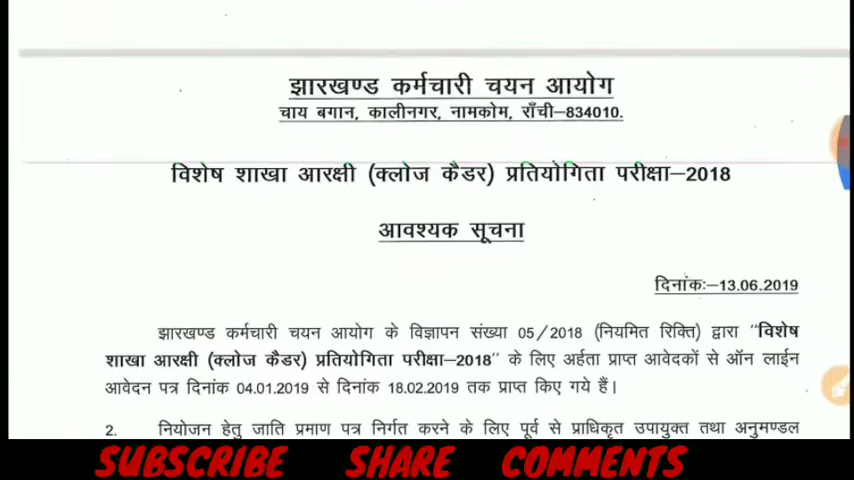 झारखण्ड कर्मचारी चयन आयोग
चाय बगान, कालीनगर, नामकोम, राँची–834010.
विशेष शाखा आरक्षी (क्लोज कैडर) प्रतियोगिता परीक्षा–2018
आवश्यक सूचना
दिनांकः–13.06.2019
झारखण्ड कर्मचारी चयन आयोग के विज्ञापन संख्या 05/2018 (नियमित रिक्ति) द्वारा "विशेष
शाखा आरक्षी (क्लोज कैडर) प्रतियोगिता परीक्षा–2018" के लिए अर्हता प्राप्त आवेदकों से ऑन लाईन
आवेदन पत्र दिनांक 04.01.2019 से दिनांक 18.02.2019 तक प्राप्त किए गये हैं।
2. नियोजन हेतु जाति प्रमाण पत्र निर्गत करने के लिए पूर्व से प्राधिकृत उपायुक्त तथा अनुमण्डल
SUBSCRIBE SHARE COMMENTS